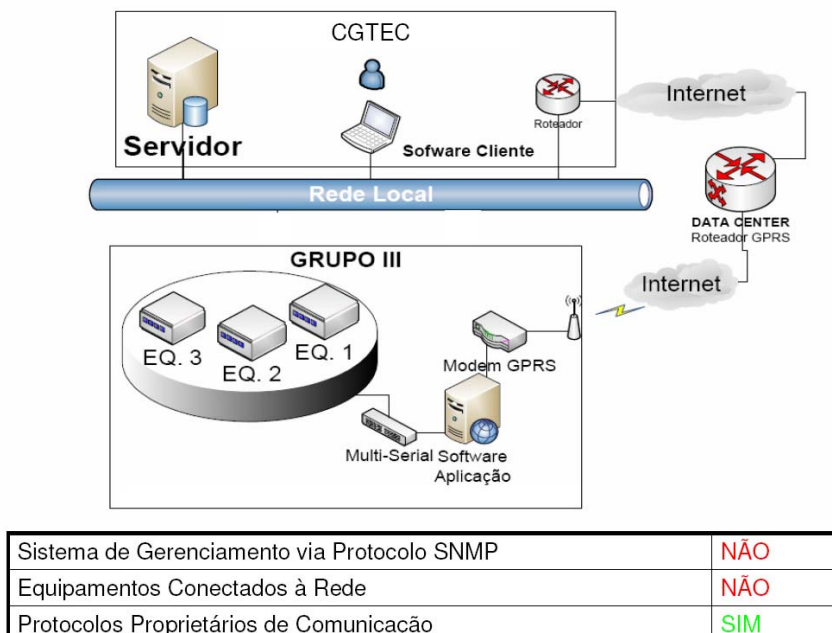 CGTEC
Servidor
Sofware Cliente
Roteador
Internet
Rede Local
DATA CENTER
Roteador GPRS
Internet
GRUPO III
EQ. 3
EQ. 2
EQ. 1
Modem GPRS
Multi-Serial
Software
Aplicação
Sistema de Gerenciamento via Protocolo SNMP NÃO
Equipamentos Conectados à Rede NÃO
Protocolos Proprietários de Comunicação SIM